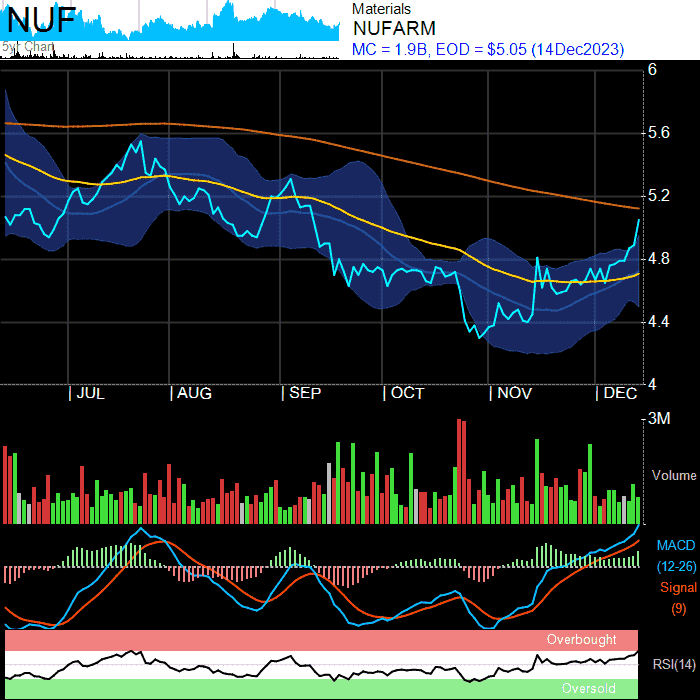 NUF
5yr Chart
Materials
NUFARM
MC = 1.9B, EOD = $5.05 (14Dec2023)
6
5.6
5.2
4.8
4.4
4
JUL
AUG
SEP
OCT
NOV
DEC
3M
Volume
MACD
(12-26)
Signal
(9)
Overbought
RSI(14)
Oversold